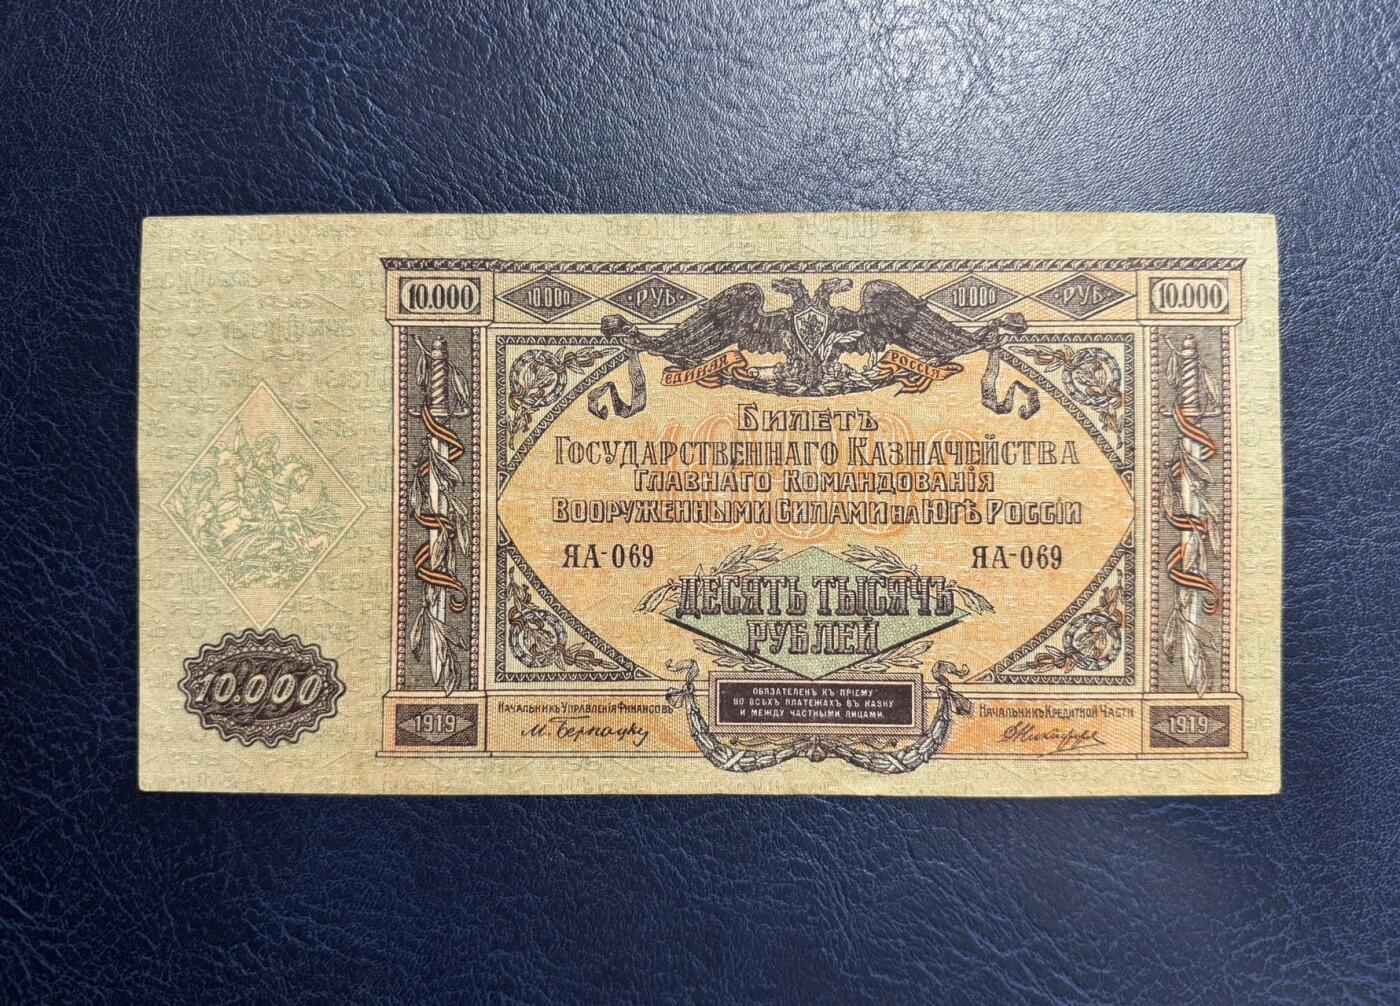 10.000 10.000 РУБ. 10.000 РУБ. 10.000
ЕДИНАЯ РОССІЯ
БИЛЕТЪ
ГОСУДАРСТВЕННАГО КАЗНАЧЕЙСТВА
ГЛАВНАГО КОМАНДОВАНІЯ
ВООРУЖЕННЫМИ СИЛАМИ НА ЮГѢ РОССІИ
ЯА-069 ЯА-069
ДЕСЯТЬ ТЫСЯЧЪ
РУБЛЕЙ
10.000
ОБЯЗАТЕЛЕНЪ КЪ ПРІЕМУ
ВО ВСѢХЪ ПЛАТЕЖАХЪ ВЪ КАЗНУ
И МЕЖДУ ЧАСТНЫМИ ЛИЦАМИ.
НАЧАЛЬНИКЪ УПРАВЛЕНІЯ ФИНАНСОВЪ НАЧАЛЬНИКЪ КРЕДИТНОЙ ЧАСТИ
1919 1919